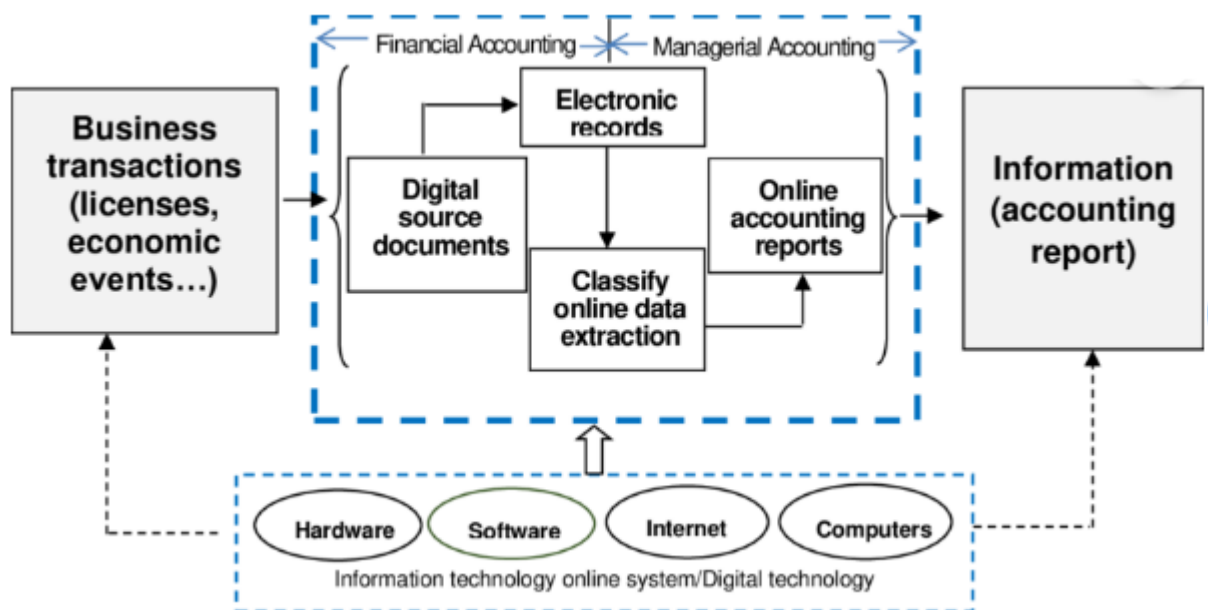 Financial Accounting
Managerial Accounting
Business
transactions
(licenses,
economic
events…)
Digital
source
documents
Electronic
records
Classify
online data
extraction
Online
accounting
reports
Information
(accounting
report)
Hardware
Software
Internet
Computers
Information technology online system/Digital technology